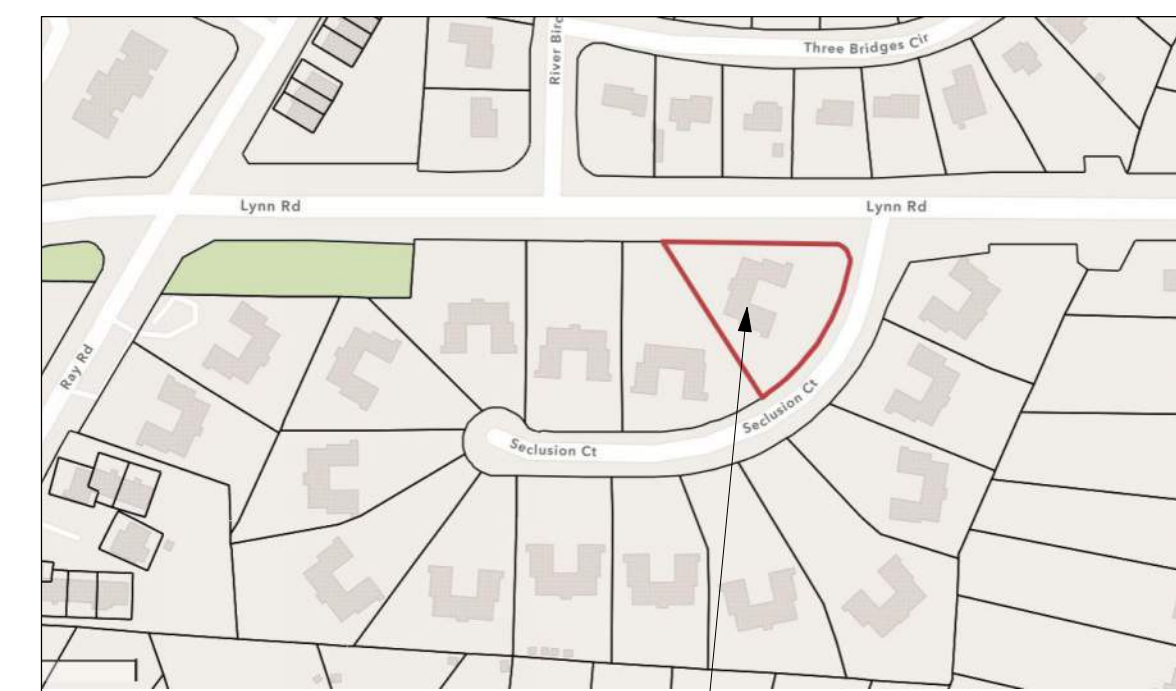 Three Bridges Cir
River Birc
Lynn Rd
Lynn Rd
Ray Rd
Seclusion Ct
Seclusion Ct